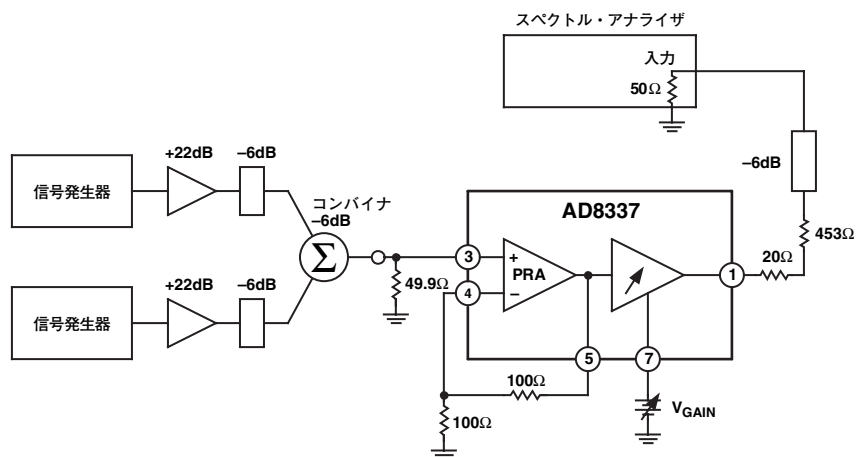 スペクトル・アナライザ
入力
50Ω
+22dB
–6dB
–6dB
信号発生器
コンバイナ
–6dB
AD8337
453Ω
20Ω
Σ
3
+
PRA
1
49.9Ω
4
–
+22dB
–6dB
信号発生器
5
7
100Ω
100Ω
VGAIN